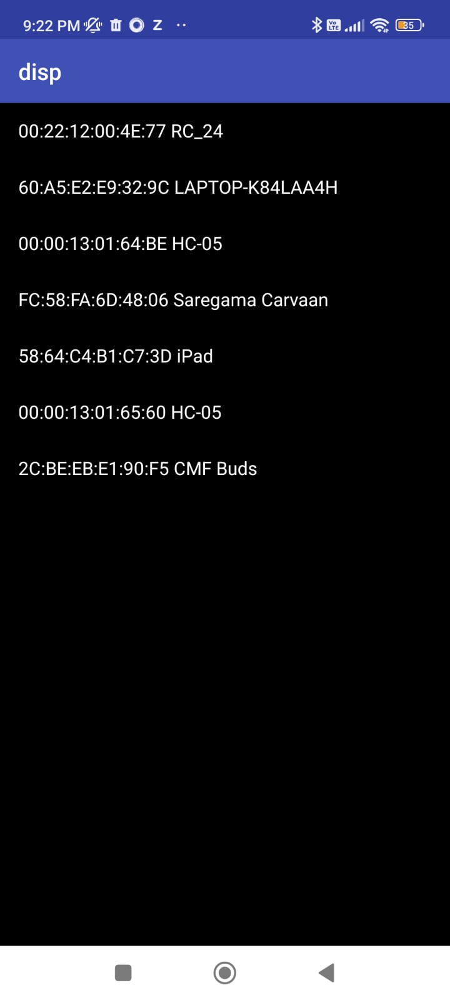 9:22 PM Z
Vo LTE 35
disp
00:22:12:00:4E:77 RC_24
60:A5:E2:E9:32:9C LAPTOP-K84LAA4H
00:00:13:01:64:BE HC-05
FC:58:FA:6D:48:06 Saregama Carvaan
58:64:C4:B1:C7:3D iPad
00:00:13:01:65:60 HC-05
2C:BE:EB:E1:90:F5 CMF Buds